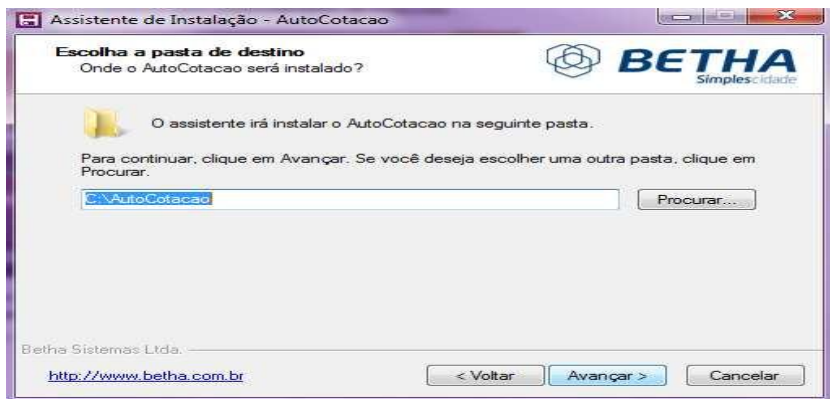 Assistente de Instalação - AutoCotacao
Escolha a pasta de destino
Onde o AutoCotacao será instalado?
BETHA
Simplescidade
O assistente irá instalar o AutoCotacao na seguinte pasta.
Para continuar, clique em Avançar. Se você deseja escolher uma outra pasta, clique em
Procurar.
C:\AutoCotacao
Procurar...
Betha Sistemas Ltda.
http://www.betha.com.br
< Voltar
Avançar >
Cancelar